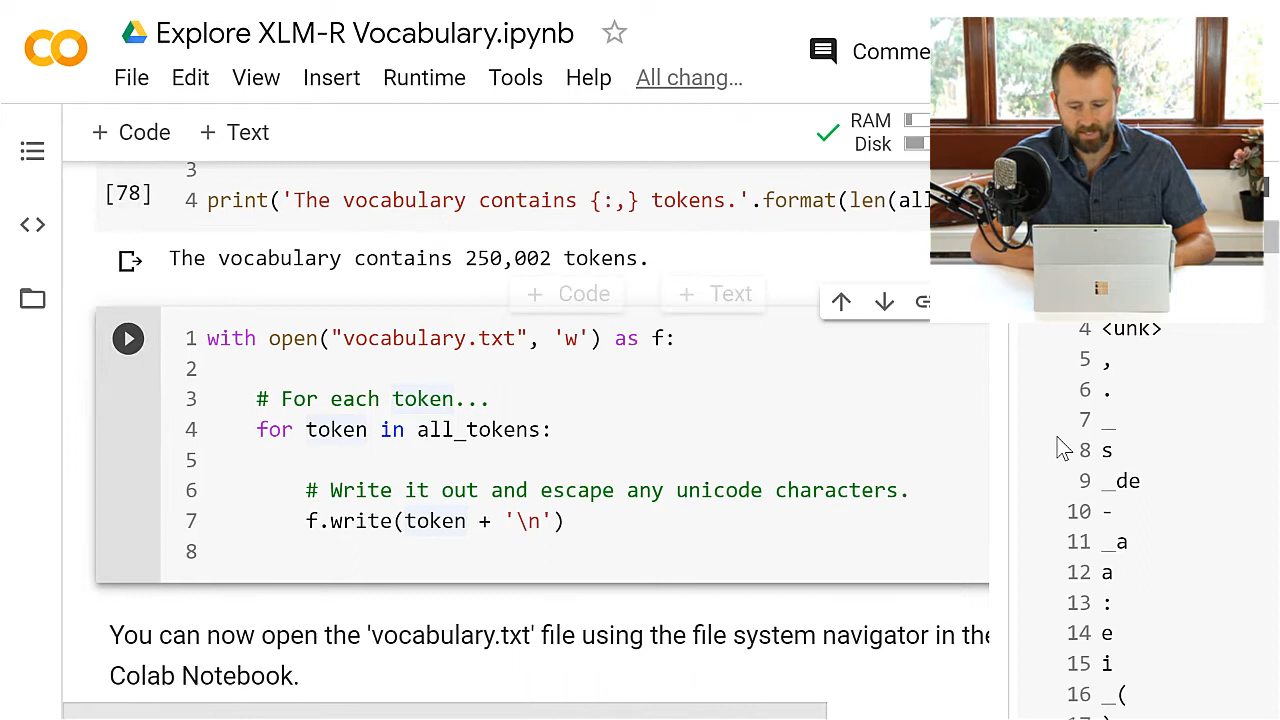 Explore XLM-R Vocabulary.ipynb
Comme
File Edit View Insert Runtime Tools Help All chang...
+ Code + Text
RAM
Disk
3
[78]
4 print('The vocabulary contains {:,} tokens.'.format(len(all
The vocabulary contains 250,002 tokens.
+ Code + Text
1 with open("vocabulary.txt", 'w') as f:
2
3 # For each token...
4 for token in all_tokens:
5
6 # Write it out and escape any unicode characters.
7 f.write(token + '\n')
8
You can now open the 'vocabulary.txt' file using the file system navigator in the
Colab Notebook.
4 <unk>
5 ,
6 .
7 _
8 s
9 _de
10 -
11 _a
12 a
13 :
14 e
15 i
16 _(